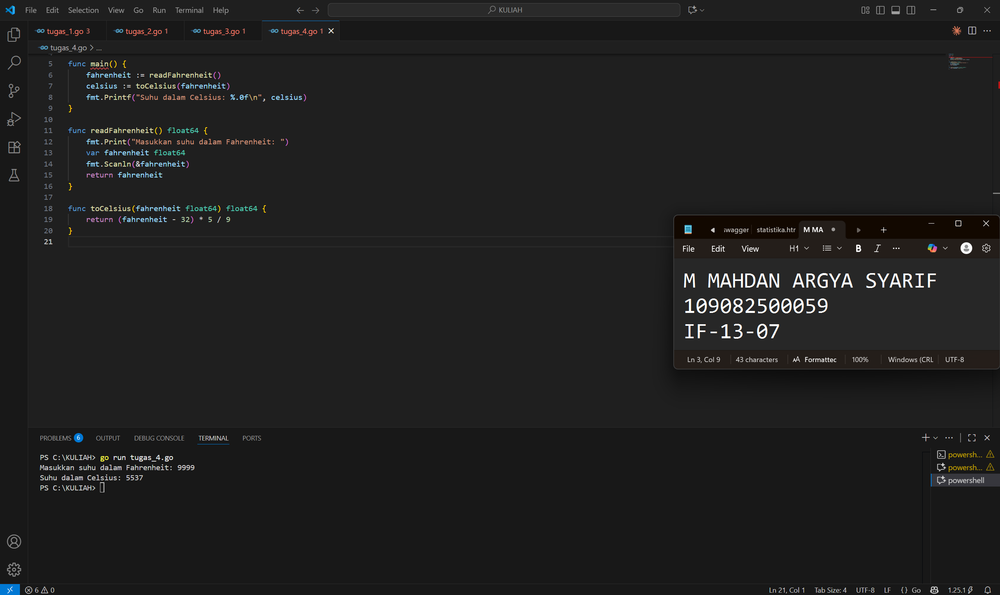 File Edit Selection View Go Run Terminal Help
KULIAH
tugas_1.go 3 tugas_2.go 1 tugas_3.go 1 tugas_4.go 1
tugas_4.go > ...
5 func main() {
6 fahrenheit := readFahrenheit()
7 celsius := toCelsius(fahrenheit)
8 fmt.Printf("Suhu dalam Celsius: %.0f\n", celsius)
9 }
10
11 func readFahrenheit() float64 {
12 fmt.Print("Masukkan suhu dalam Fahrenheit: ")
13 var fahrenheit float64
14 fmt.Scanln(&fahrenheit)
15 return fahrenheit
16 }
17
18 func toCelsius(fahrenheit float64) float64 {
19 return (fahrenheit - 32) * 5 / 9
20 }
21
swagger statistika.htr M MA
File Edit View H1 B I ...
M MAHDAN ARGYA SYARIF
109082500059
IF-13-07
Ln 3, Col 9 43 characters Formattec 100% Windows (CRL UTF-8
PROBLEMS 6 OUTPUT DEBUG CONSOLE TERMINAL PORTS
PS C:\KULIAH> go run tugas_4.go
Masukkan suhu dalam Fahrenheit: 9999
Suhu dalam Celsius: 5537
PS C:\KULIAH>
powersh...
powersh...
powershell
6 0
Ln 21, Col 1 Tab Size: 4 UTF-8 LF {} Go 1.25.1